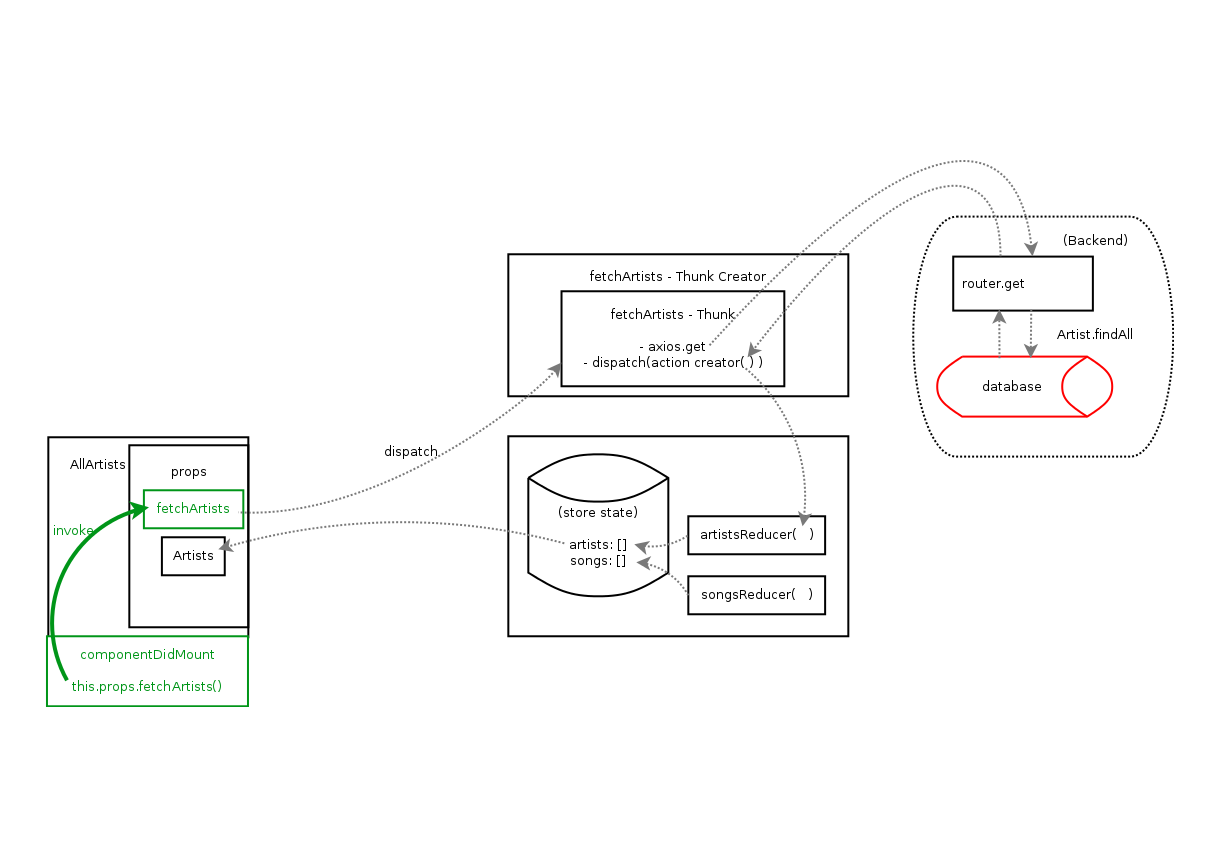 (Backend)
fetchArtists - Thunk Creator
router.get
fetchArtists - Thunk
Artist.findAll
- axios.get
- dispatch(action creator( ) )
database
dispatch
AllArtists
props
fetchArtists
invoke
Artists
(store state)
artists: []
songs: []
artistsReducer(   )
songsReducer(   )
componentDidMount
this.props.fetchArtists()